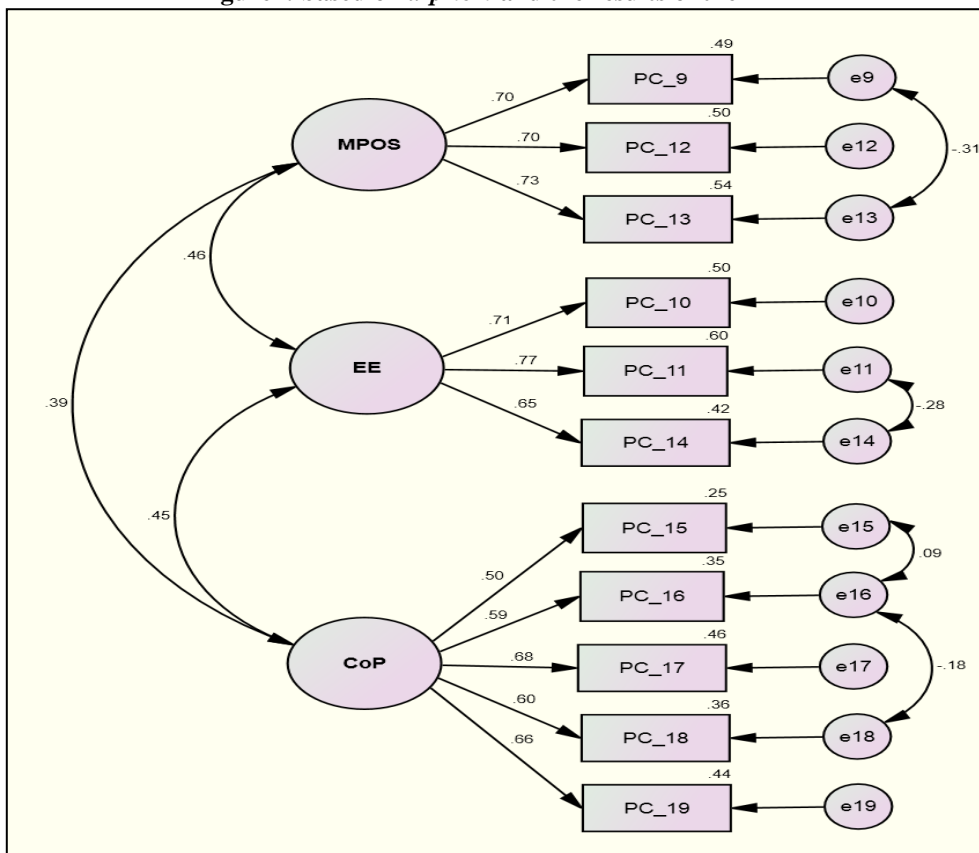 .49
PC_9
e9
.70
.50
MPOS
.70
PC_12
e12
-.31
.73
.54
PC_13
e13
.46
.50
PC_10
e10
.71
.60
EE
.77
PC_11
e11
.39
.65
.42
-.28
PC_14
e14
.45
.25
PC_15
e15
.50
.35
.09
.59
PC_16
e16
.46
CoP
.68
PC_17
e17
-.18
.60
.36
PC_18
e18
.66
.44
PC_19
e19